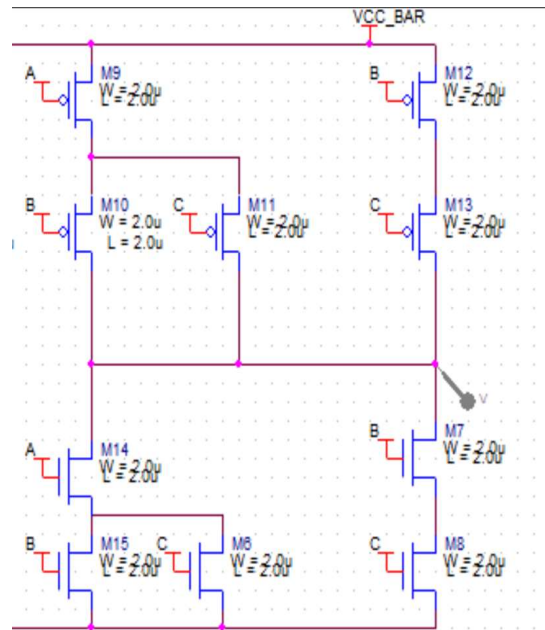 VCC_BAR
A
M9
W = 2.0u
L = 2.0u
B
M12
W = 2.0u
L = 2.0u
B
M10
W = 2.0u
L = 2.0u
C
M11
W = 2.0u
L = 2.0u
C
M13
W = 2.0u
L = 2.0u
V
A
M14
W = 2.0u
L = 2.0u
B
M7
W = 2.0u
L = 2.0u
B
M15
W = 2.0u
L = 2.0u
C
M6
W = 2.0u
L = 2.0u
C
M8
W = 2.0u
L = 2.0u